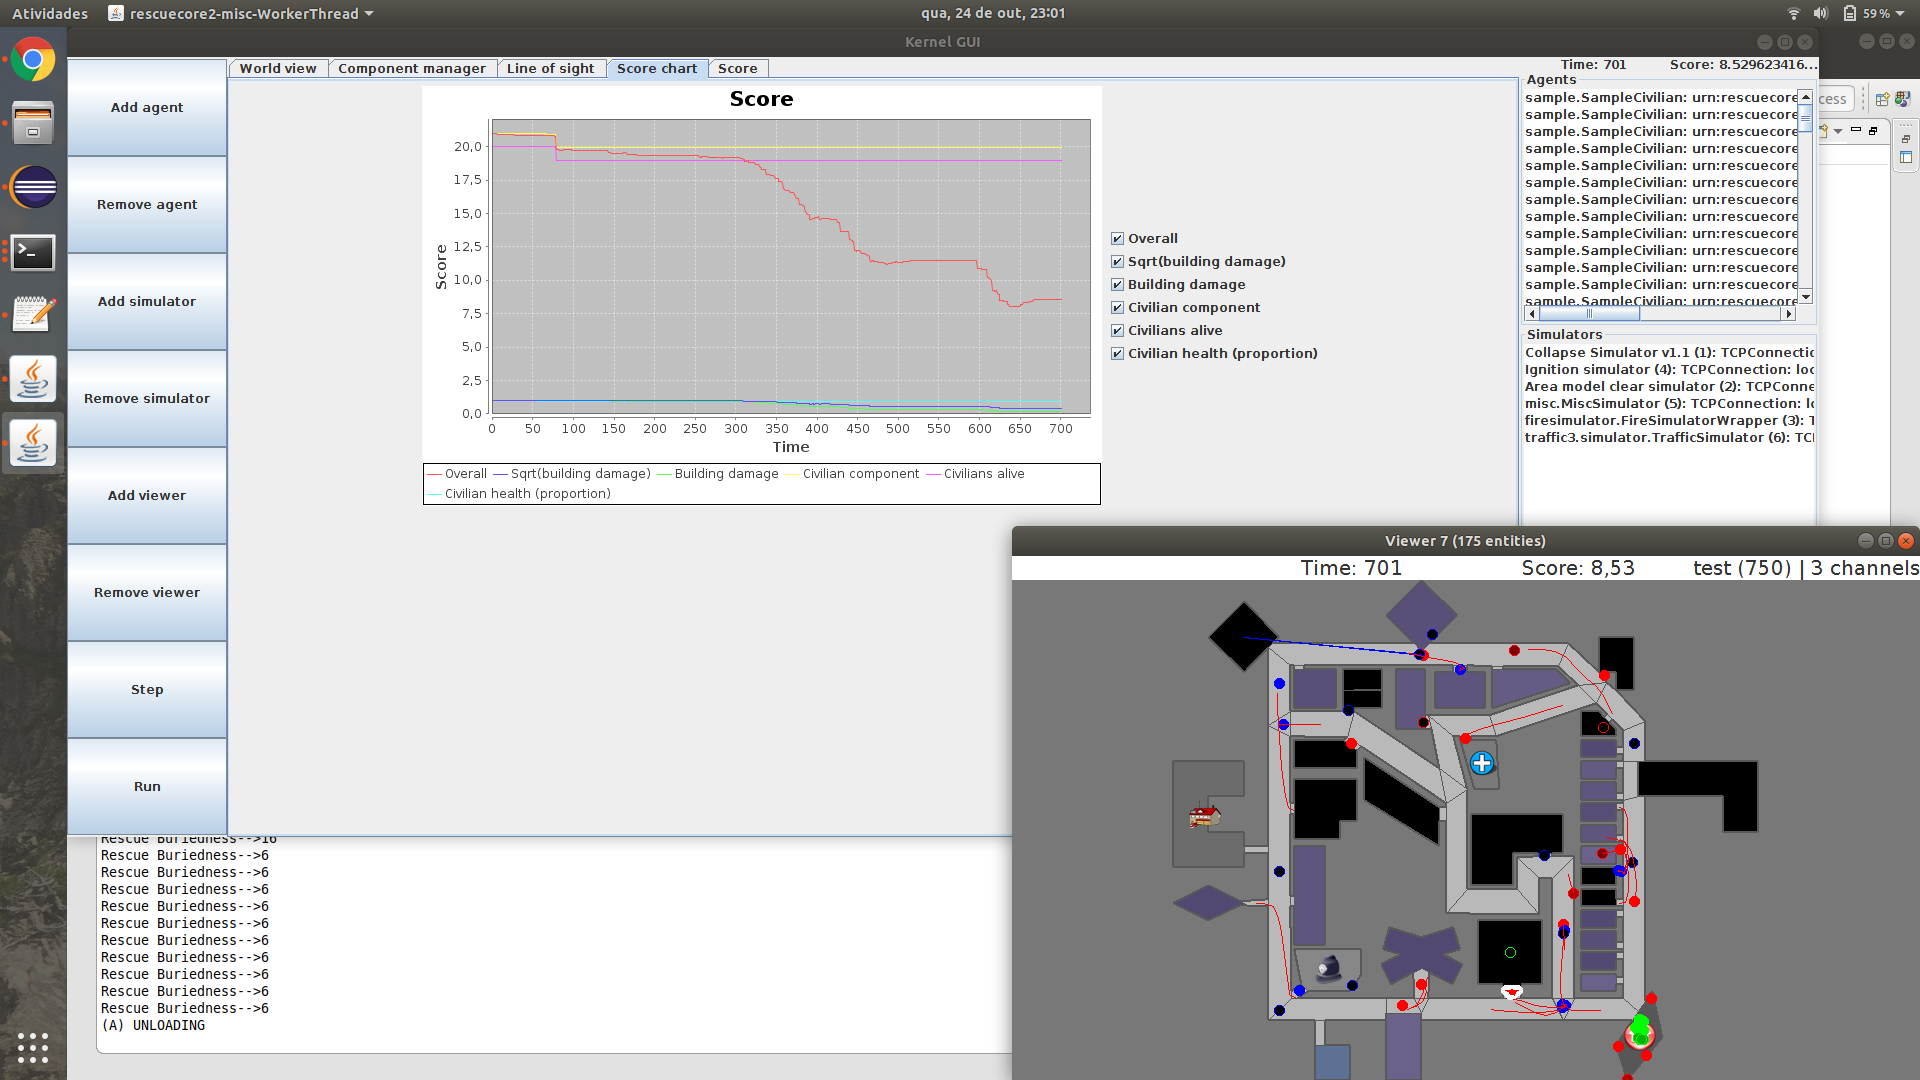 Atividades
rescuecore2-misc-WorkerThread
qua, 24 de out, 23:01
59 %
Kernel GUI
Add agent
Remove agent
Add simulator
Remove simulator
Add viewer
Remove viewer
Step
Run
World view
Component manager
Line of sight
Score chart
Score
Time: 701
Score: 8.529623416...
Score
Score
20,0
17,5
15,0
12,5
10,0
7,5
5,0
2,5
0,0
0 50 100 150 200 250 300 350 400 450 500 550 600 650 700
Time
Overall Sqrt(building damage) Building damage Civilian component Civilians alive
Civilian health (proportion)
Overall
Sqrt(building damage)
Building damage
Civilian component
Civilians alive
Civilian health (proportion)
Agents
sample.SampleCivilian: urn:rescuecore
sample.SampleCivilian: urn:rescuecore
sample.SampleCivilian: urn:rescuecore
sample.SampleCivilian: urn:rescuecore
sample.SampleCivilian: urn:rescuecore
sample.SampleCivilian: urn:rescuecore
sample.SampleCivilian: urn:rescuecore
sample.SampleCivilian: urn:rescuecore
sample.SampleCivilian: urn:rescuecore
sample.SampleCivilian: urn:rescuecore
sample.SampleCivilian: urn:rescuecore
sample.SampleCivilian: urn:rescuecore
sample.SampleCivilian: urn:rescuecore
Simulators
Collapse Simulator v1.1 (1): TCPConnectio
Ignition simulator (4): TCPConnection: loc
Area model clear simulator (2): TCPConne
misc.MiscSimulator (5): TCPConnection: lo
firesimulator.FireSimulatorWrapper (3): T
traffic3.simulator.TrafficSimulator (6): TCI
cess
Viewer 7 (175 entities)
Time: 701
Score: 8,53
test (750) | 3 channels
Rescue Buriedness-->16
Rescue Buriedness-->6
Rescue Buriedness-->6
Rescue Buriedness-->6
Rescue Buriedness-->6
Rescue Buriedness-->6
Rescue Buriedness-->6
Rescue Buriedness-->6
Rescue Buriedness-->6
Rescue Buriedness-->6
Rescue Buriedness-->6
(A) UNLOADING